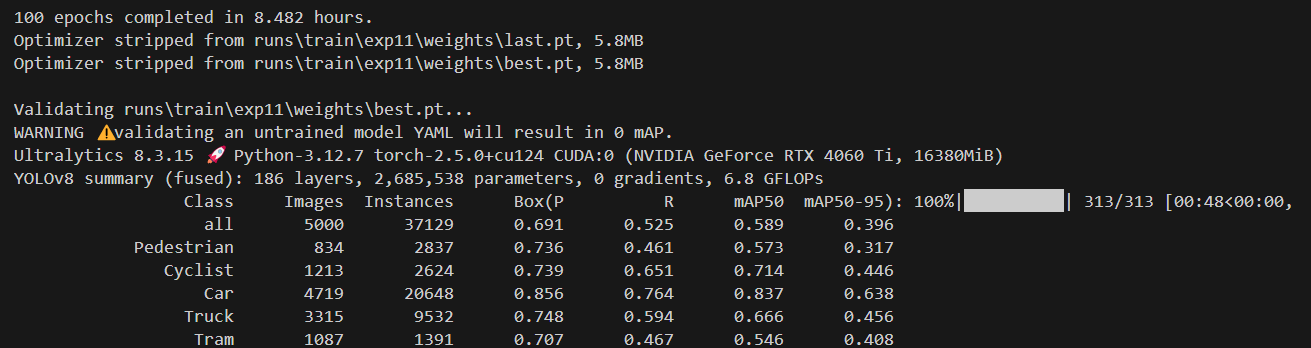 100 epochs completed in 8.482 hours.
Optimizer stripped from runs\train\exp11\weights\last.pt, 5.8MB
Optimizer stripped from runs\train\exp11\weights\best.pt, 5.8MB
Validating runs\train\exp11\weights\best.pt...
WARNING ⚠️validating an untrained model YAML will result in 0 mAP.
Ultralytics 8.3.15 🚀 Python-3.12.7 torch-2.5.0+cu124 CUDA:0 (NVIDIA GeForce RTX 4060 Ti, 16380MiB)
YOLOv8 summary (fused): 186 layers, 2,685,538 parameters, 0 gradients, 6.8 GFLOPs
Class Images Instances Box(P R mAP50 mAP50-95): 100%|██████████| 313/313 [00:48<00:00,
all 5000 37129 0.691 0.525 0.589 0.396
Pedestrian 834 2837 0.736 0.461 0.573 0.317
Cyclist 1213 2624 0.739 0.651 0.714 0.446
Car 4719 20648 0.856 0.764 0.837 0.638
Truck 3315 9532 0.748 0.594 0.666 0.456
Tram 1087 1391 0.707 0.467 0.546 0.408